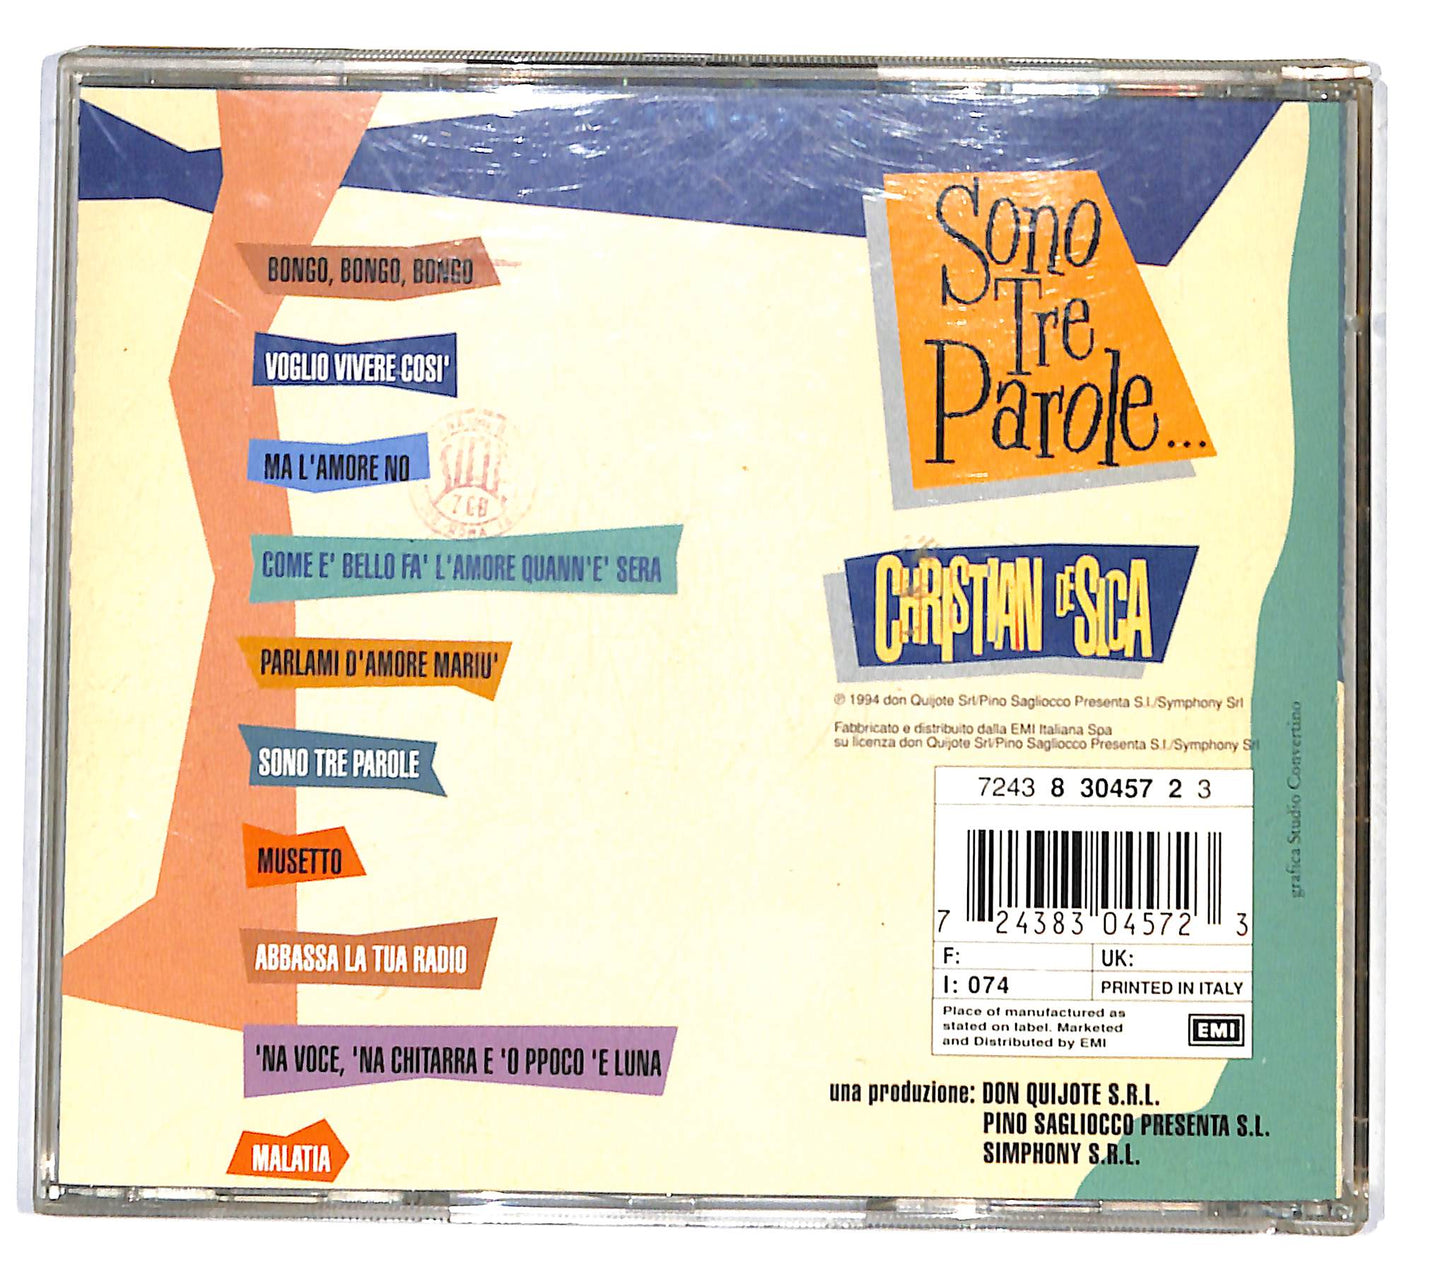 BONGO, BONGO, BONGO
VOGLIO VIVERE COSI'
MA L'AMORE NO
COME E' BELLO FA' L'AMORE QUANN'E' SERA
PARLAMI D'AMORE MARIU'
SONO TRE PAROLE
MUSETTO
ABBASSA LA TUA RADIO
'NA VOCE, 'NA CHITARRA E 'O PPOCO 'E LUNA
MALATIA
Sono
Tre
Parole...
CHRISTIAN DE SICA
℗ 1994 don Quijote Srl/Pino Sagliocco Presenta S.l./Symphony Srl
Fabbricato e distribuito dalla EMI Italiana Spa
su licenza don Quijote Srl/Pino Sagliocco Presenta S.l./Symphony Srl
7243 8 30457 2 3
7 24383 04572 3
F:
UK:
I: 074
PRINTED IN ITALY
Place of manufactured as
stated on label. Marketed
and Distributed by EMI
EMI
una produzione: DON QUIJOTE S.R.L.
PINO SAGLIOCCO PRESENTA S.L.
SIMPHONY S.R.L.
grafica Studio Convertino